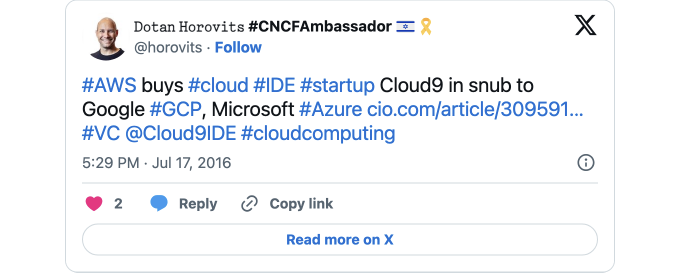 Dotan Horovits #CNCFAmbassador 🇮🇱🎗️
@horovits · Follow
#AWS buys #cloud #IDE #startup Cloud9 in snub to
Google #GCP, Microsoft #Azure cio.com/article/309591…
#VC @Cloud9IDE #cloudcomputing
5:29 PM · Jul 17, 2016
2 Reply Copy link
Read more on X